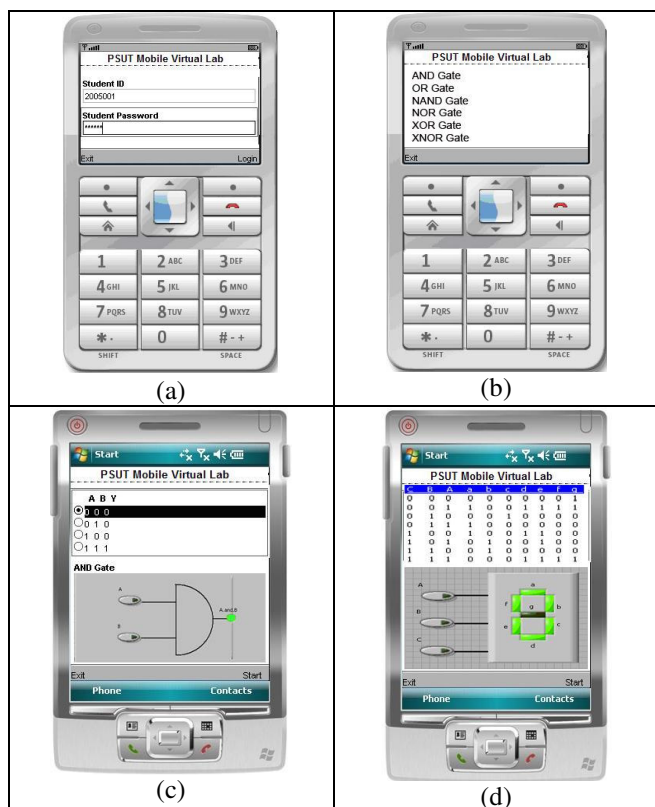 PSUT Mobile Virtual Lab
Student ID
2005001
Student Password
******
Exit Login
1 2 ABC 3 DEF
4 GHI 5 JKL 6 MNO
7 PQRS 8 TUV 9 WXYZ
* . 0 # - +
SHIFT SPACE
(a)
PSUT Mobile Virtual Lab
AND Gate
OR Gate
NAND Gate
NOR Gate
XOR Gate
XNOR Gate
Exit
1 2 ABC 3 DEF
4 GHI 5 JKL 6 MNO
7 PQRS 8 TUV 9 WXYZ
* . 0 # - +
SHIFT SPACE
(b)
Start
PSUT Mobile Virtual Lab
A B Y
0 0 0
0 1 0
1 0 0
1 1 1
AND Gate
A
A and B
B
Exit Start
Phone Contacts
(c)
Start
PSUT Mobile Virtual Lab
C B A a b c d e f g
0 0 0 0 0 0 0 0 0 1
0 0 1 1 0 0 1 1 1 1
0 1 0 0 0 1 0 0 1 0
0 1 1 0 0 0 0 1 1 0
1 0 0 1 0 0 1 1 0 0
1 0 1 0 1 0 0 1 0 0
1 1 0 1 1 0 0 0 0 0
1 1 1 0 0 0 1 1 1 1
A
B
C
a
f g b
e c
d
Exit Start
Phone Contacts
(d)